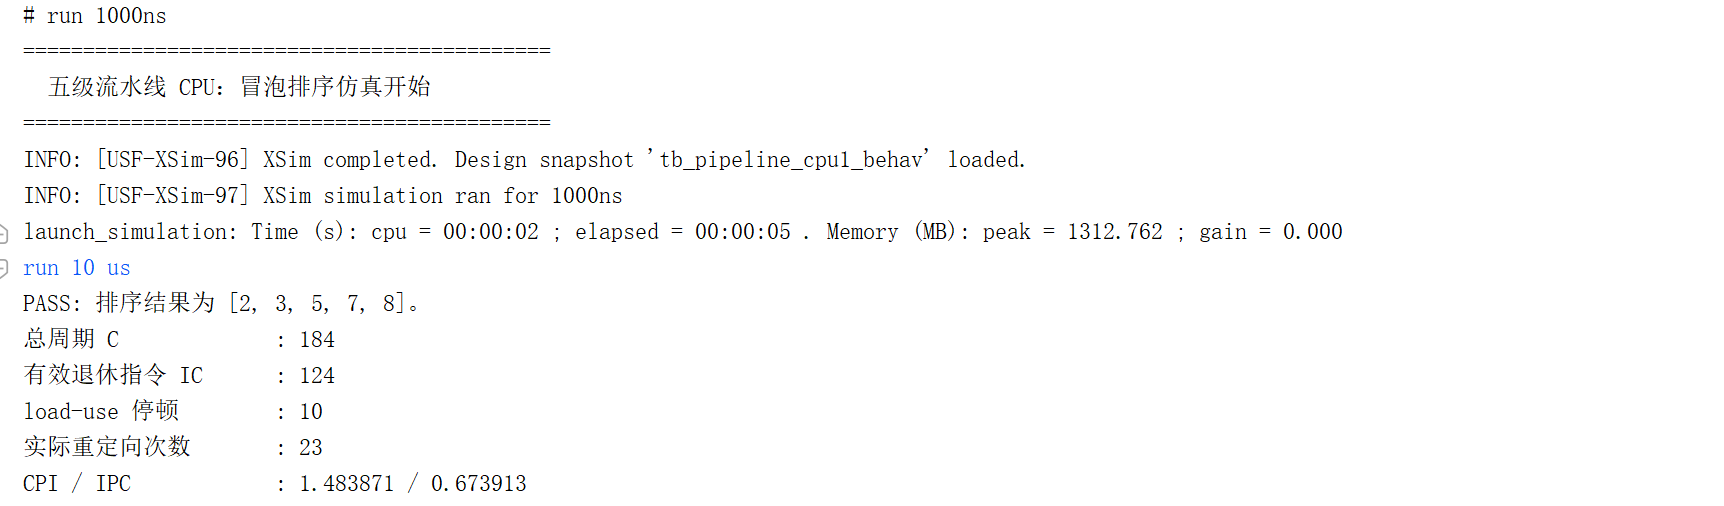 # run 1000ns
============================================
五级流水线 CPU：冒泡排序仿真开始
============================================
INFO: [USF-XSim-96] XSim completed. Design snapshot 'tb_pipeline_cpu1_behav' loaded.
INFO: [USF-XSim-97] XSim simulation ran for 1000ns
launch_simulation: Time (s): cpu = 00:00:02 ; elapsed = 00:00:05 . Memory (MB): peak = 1312.762 ; gain = 0.000
run 10 us
PASS: 排序结果为 [2, 3, 5, 7, 8]。
总周期 C : 184
有效退休指令 IC : 124
load-use 停顿 : 10
实际重定向次数 : 23
CPI / IPC : 1.483871 / 0.673913